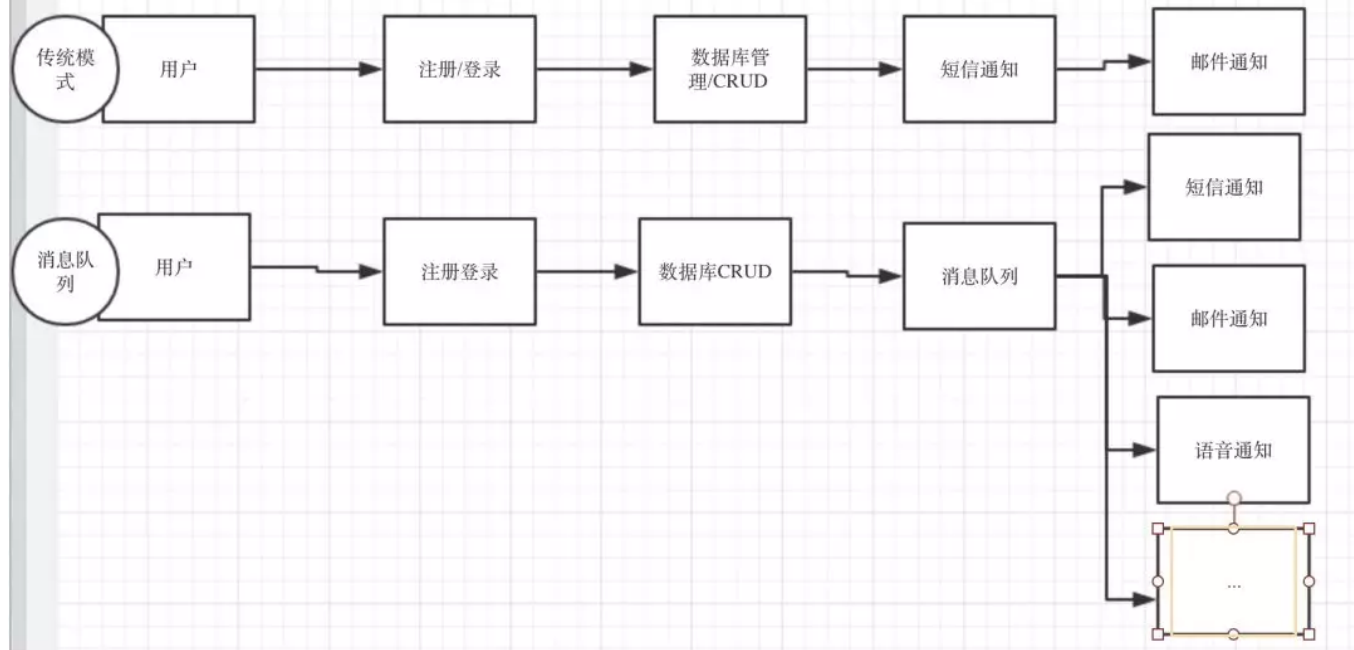 传统模
式
用户
注册/登录
数据库管
理/CRUD
短信通知
邮件通知
消息队
列
用户
注册登录
数据库CRUD
消息队列
短信通知
邮件通知
语音通知
...